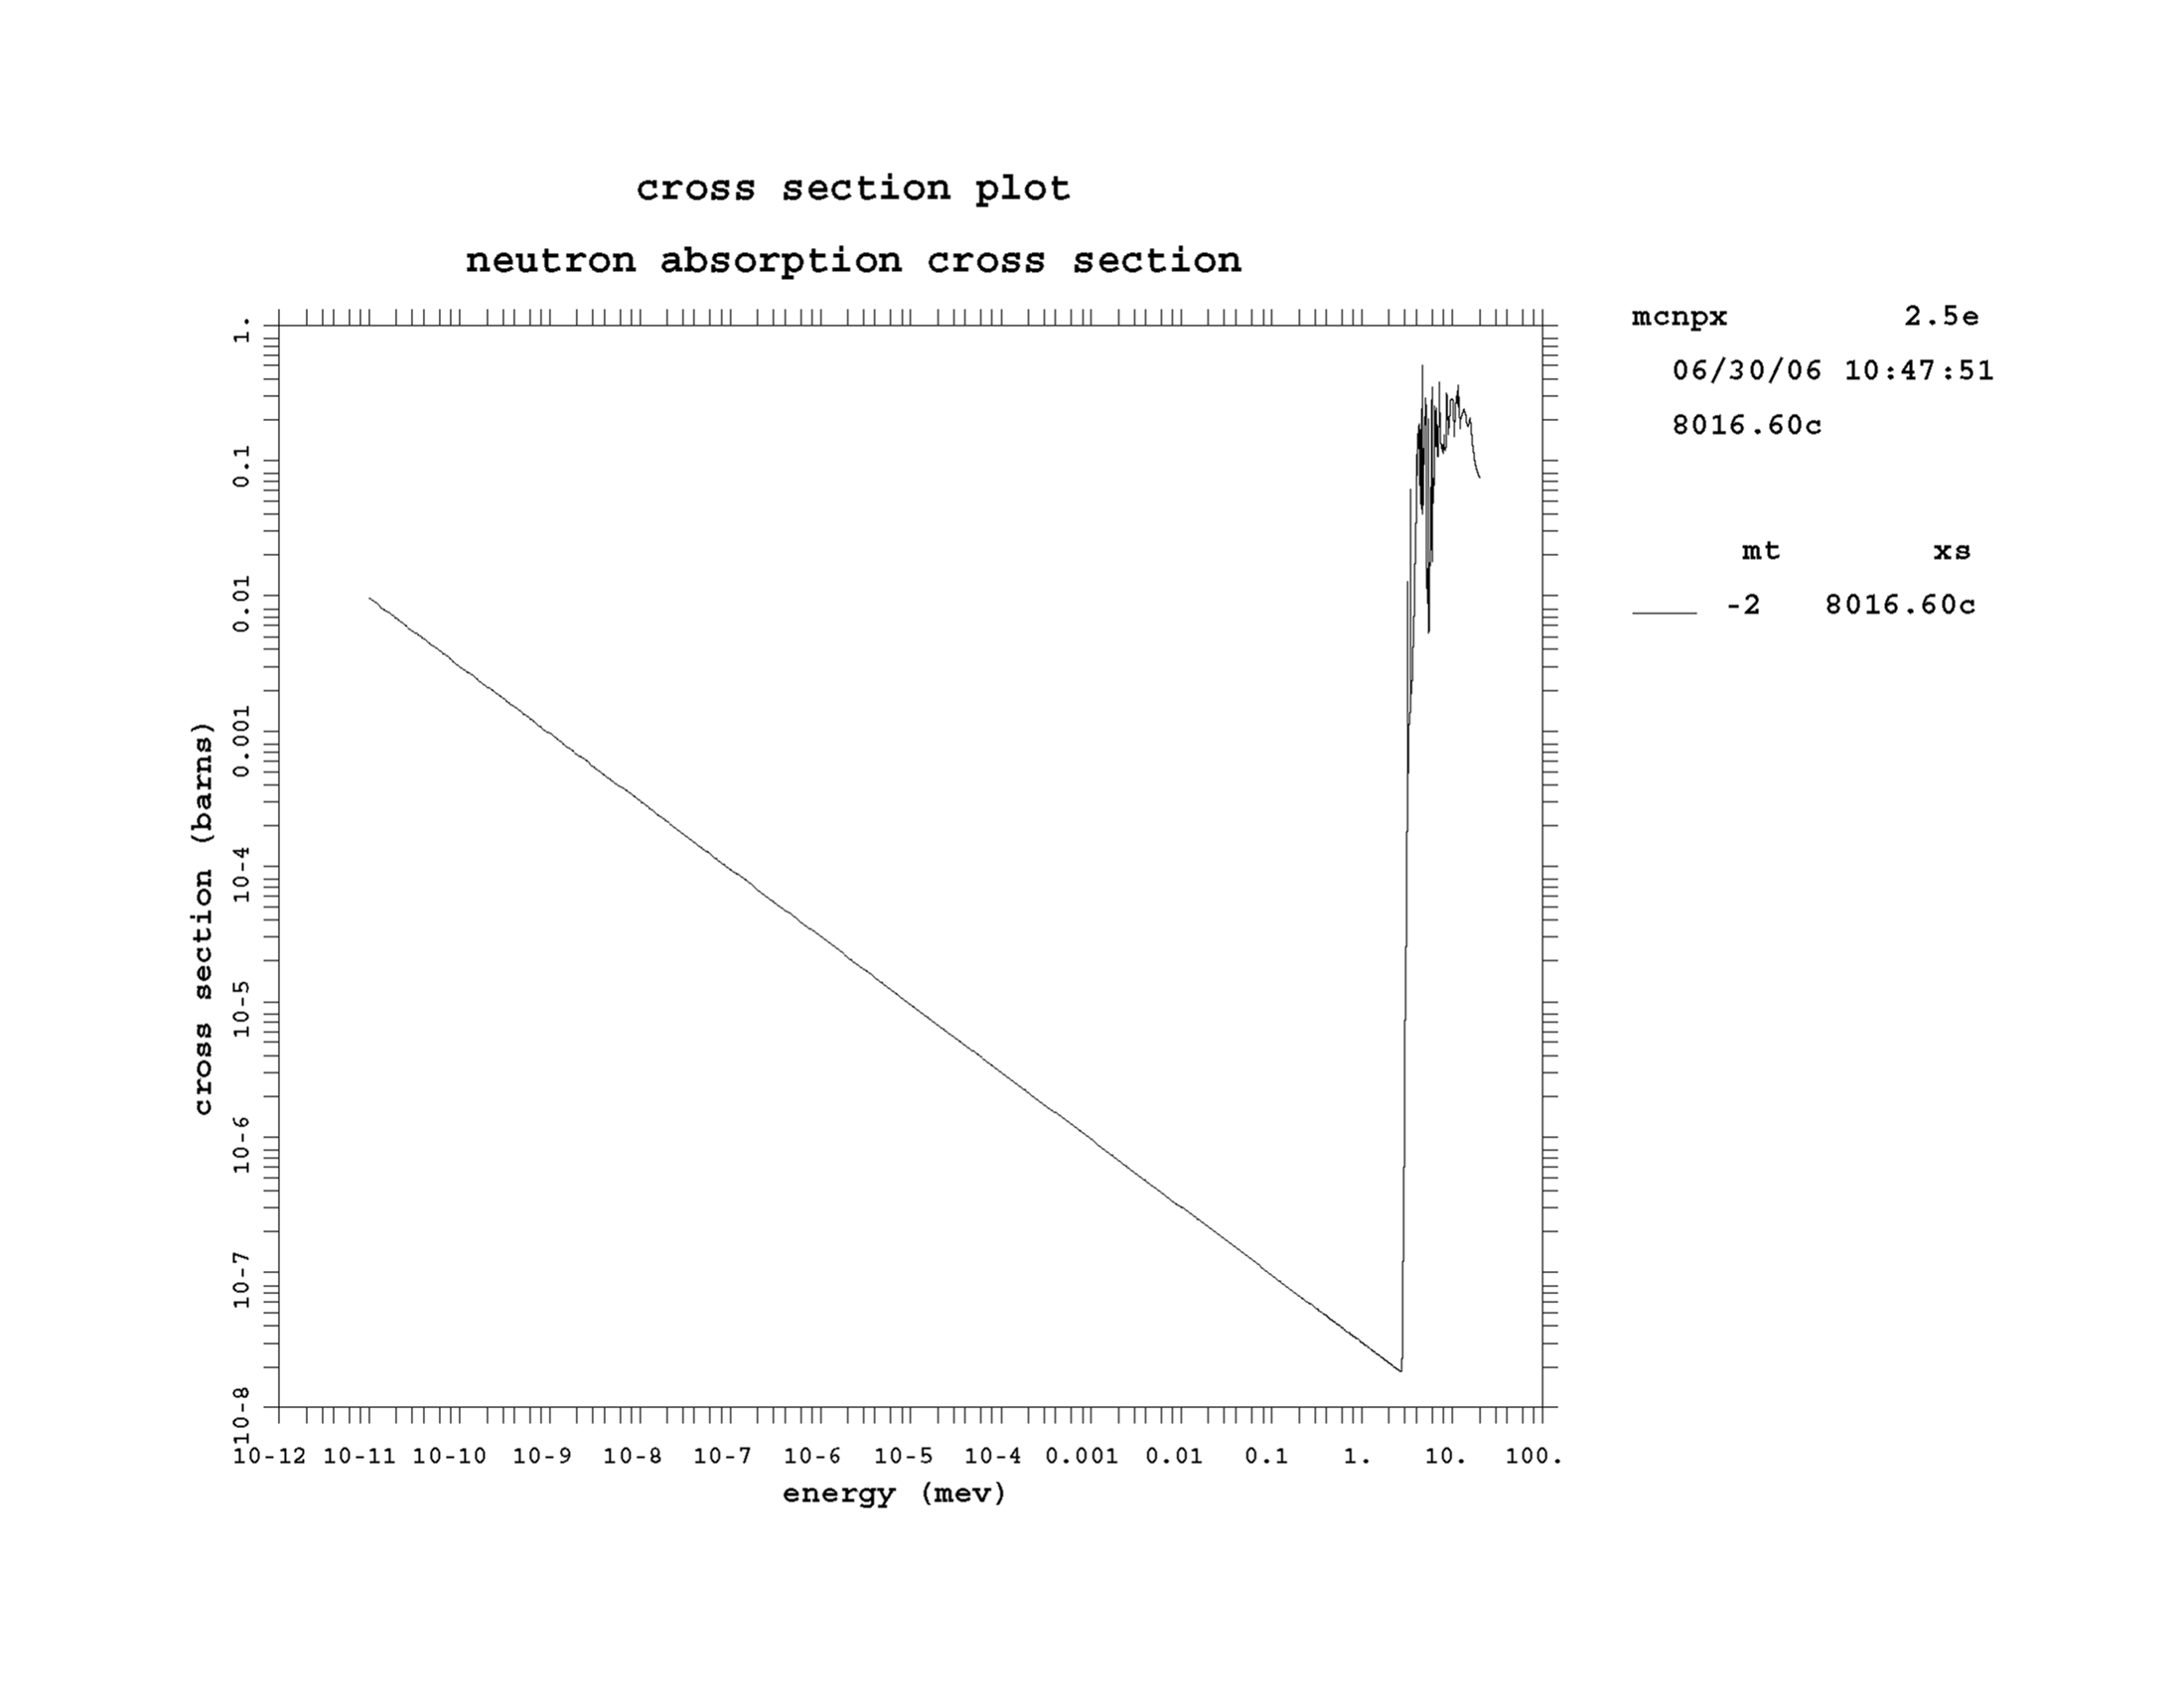 cross section plot
neutron absorption cross section
mcnpx 2.5e
06/30/06 10:47:51
8016.60c
mt xs
-2 8016.60c
cross section (barns)
1.
0.1
0.01
0.001
10-4
10-5
10-6
10-7
10-8
10-12 10-11 10-10 10-9 10-8 10-7 10-6 10-5 10-4 0.001 0.01 0.1 1. 10. 100.
energy (mev)